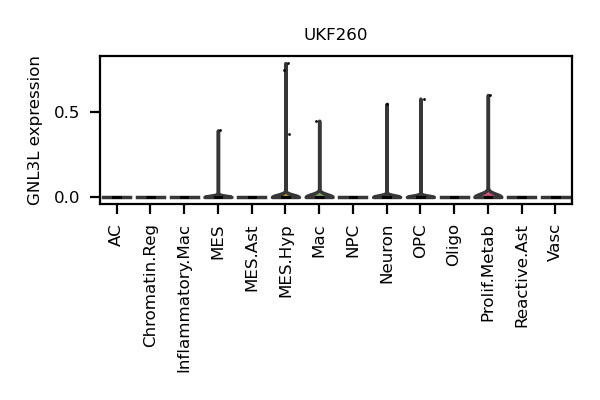 UKF260
GNL3L expression
0.5
0.0
AC
Chromatin.Reg
Inflammatory.Mac
MES
MES.Ast
MES.Hyp
Mac
NPC
Neuron
OPC
Oligo
Prolif.Metab
Reactive.Ast
Vasc